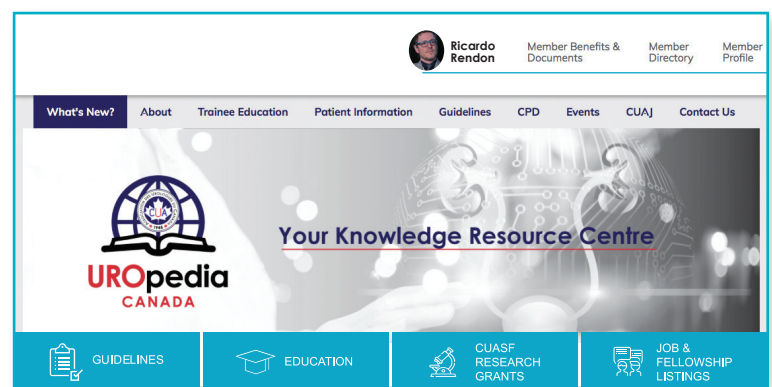 Ricardo Rendon
Member Benefits & Documents
Member Directory
Member Profile
What's New? About Trainee Education Patient Information Guidelines CPD Events CUAJ Contact Us
CUA
1945
Your Knowledge Resource Centre
UROpedia
CANADA
GUIDELINES
EDUCATION
CUASF
RESEARCH
GRANTS
JOB &
FELLOWSHIP
LISTINGS